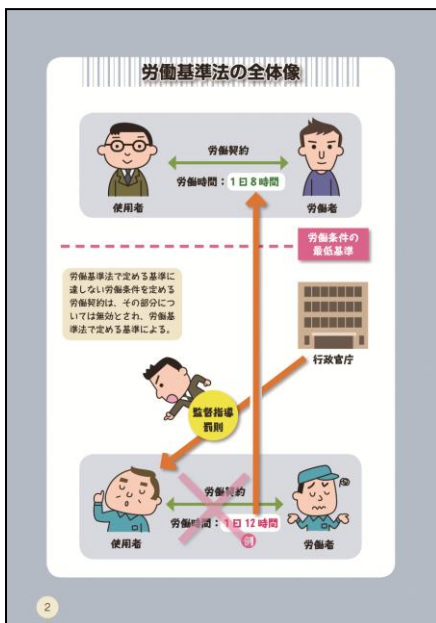 労働基準法の全体像
労働契約
労働時間：1日8時間
使用者
労働者
労働条件の
最低基準
労働基準法で定める基準に
達しない労働条件を定める
労働契約は、その部分につ
いては無効とされ、労働基
準法で定める基準による。
行政官庁
監督指導
罰則
労働契約
労働時間：1日12時間
例
使用者
労働者
2